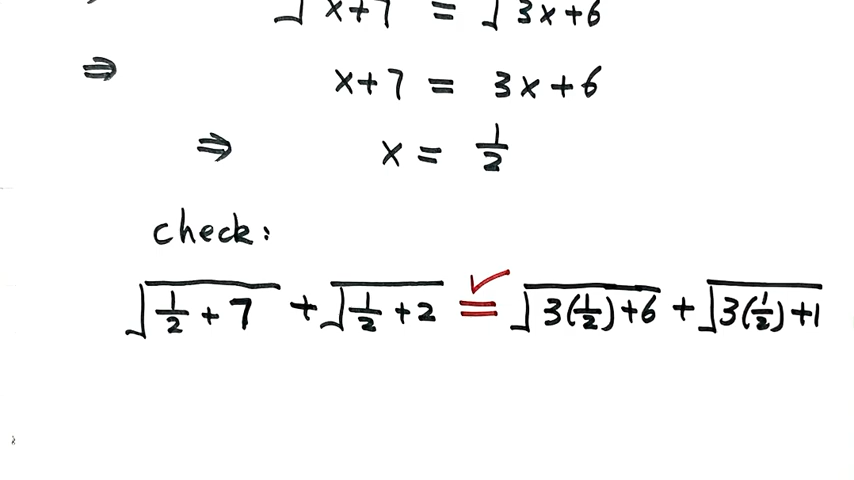 √x+7 = √3x+6
⇒ x+7 = 3x+6
⇒ x = 1/2
check:
√(1/2 + 7) + √(1/2 + 2) ✓= √(3(1/2)+6) + √(3(1/2)+1)